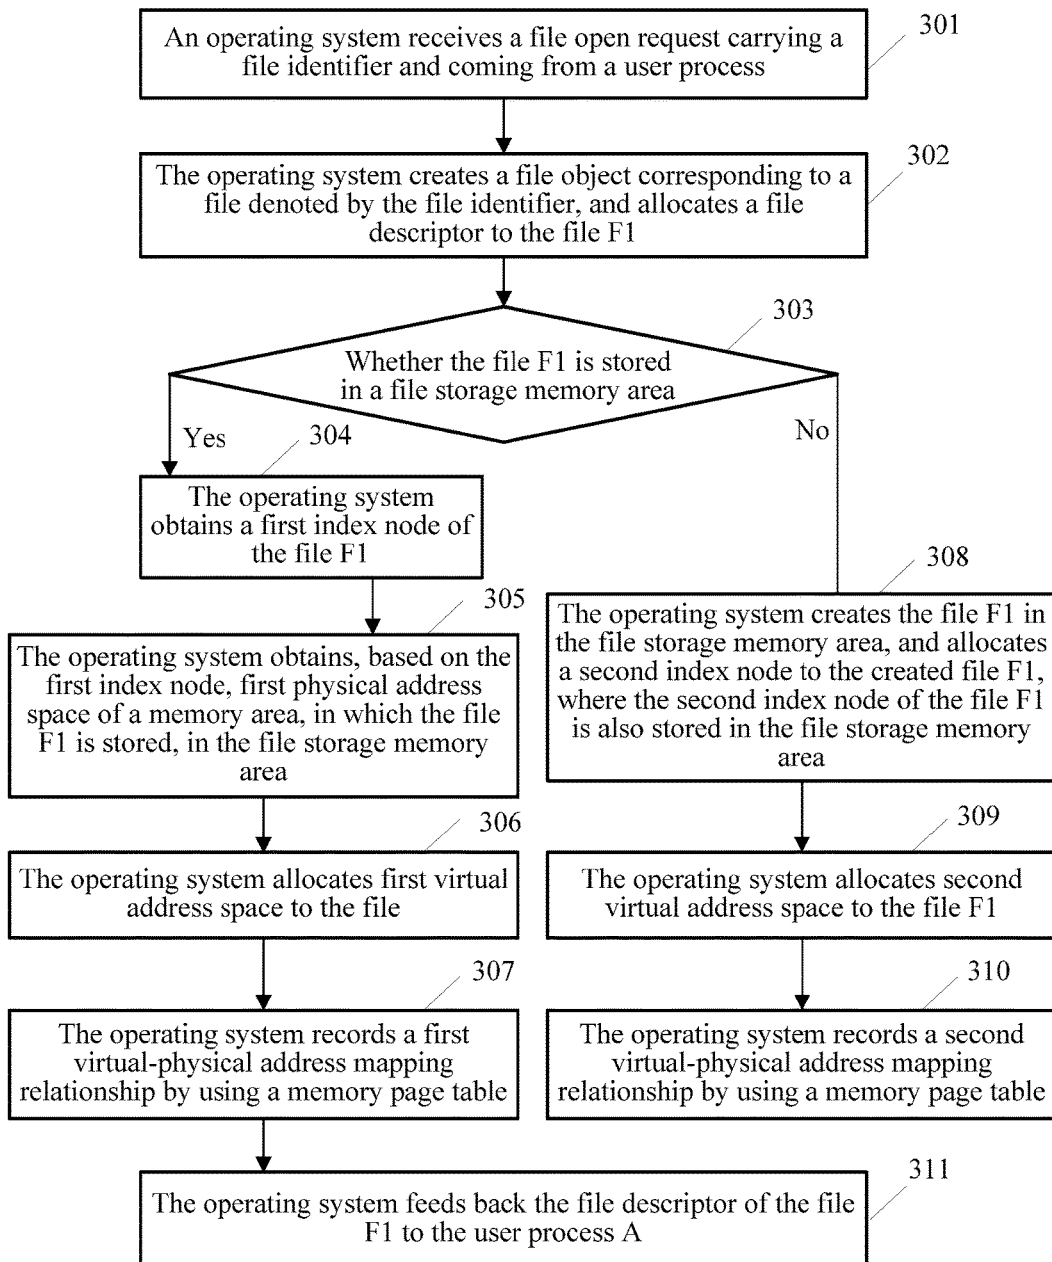 An operating system receives a file open request carrying a
file identifier and coming from a user process
301
The operating system creates a file object corresponding to a
file denoted by the file identifier, and allocates a file
descriptor to the file F1
302
Whether the file F1 is stored
in a file storage memory area
303
Yes
No
304
The operating system
obtains a first index node of
the file F1
305
The operating system obtains, based on the
first index node, first physical address
space of a memory area, in which the file
F1 is stored, in the file storage memory
area
308
The operating system creates the file F1 in
the file storage memory area, and allocates
a second index node to the created file F1,
where the second index node of the file F1
is also stored in the file storage memory
area
306
The operating system allocates first virtual
address space to the file
309
The operating system allocates second
virtual address space to the file F1
307
The operating system records a first
virtual-physical address mapping
relationship by using a memory page table
310
The operating system records a second
virtual-physical address mapping
relationship by using a memory page table
311
The operating system feeds back the file descriptor of the file
F1 to the user process A